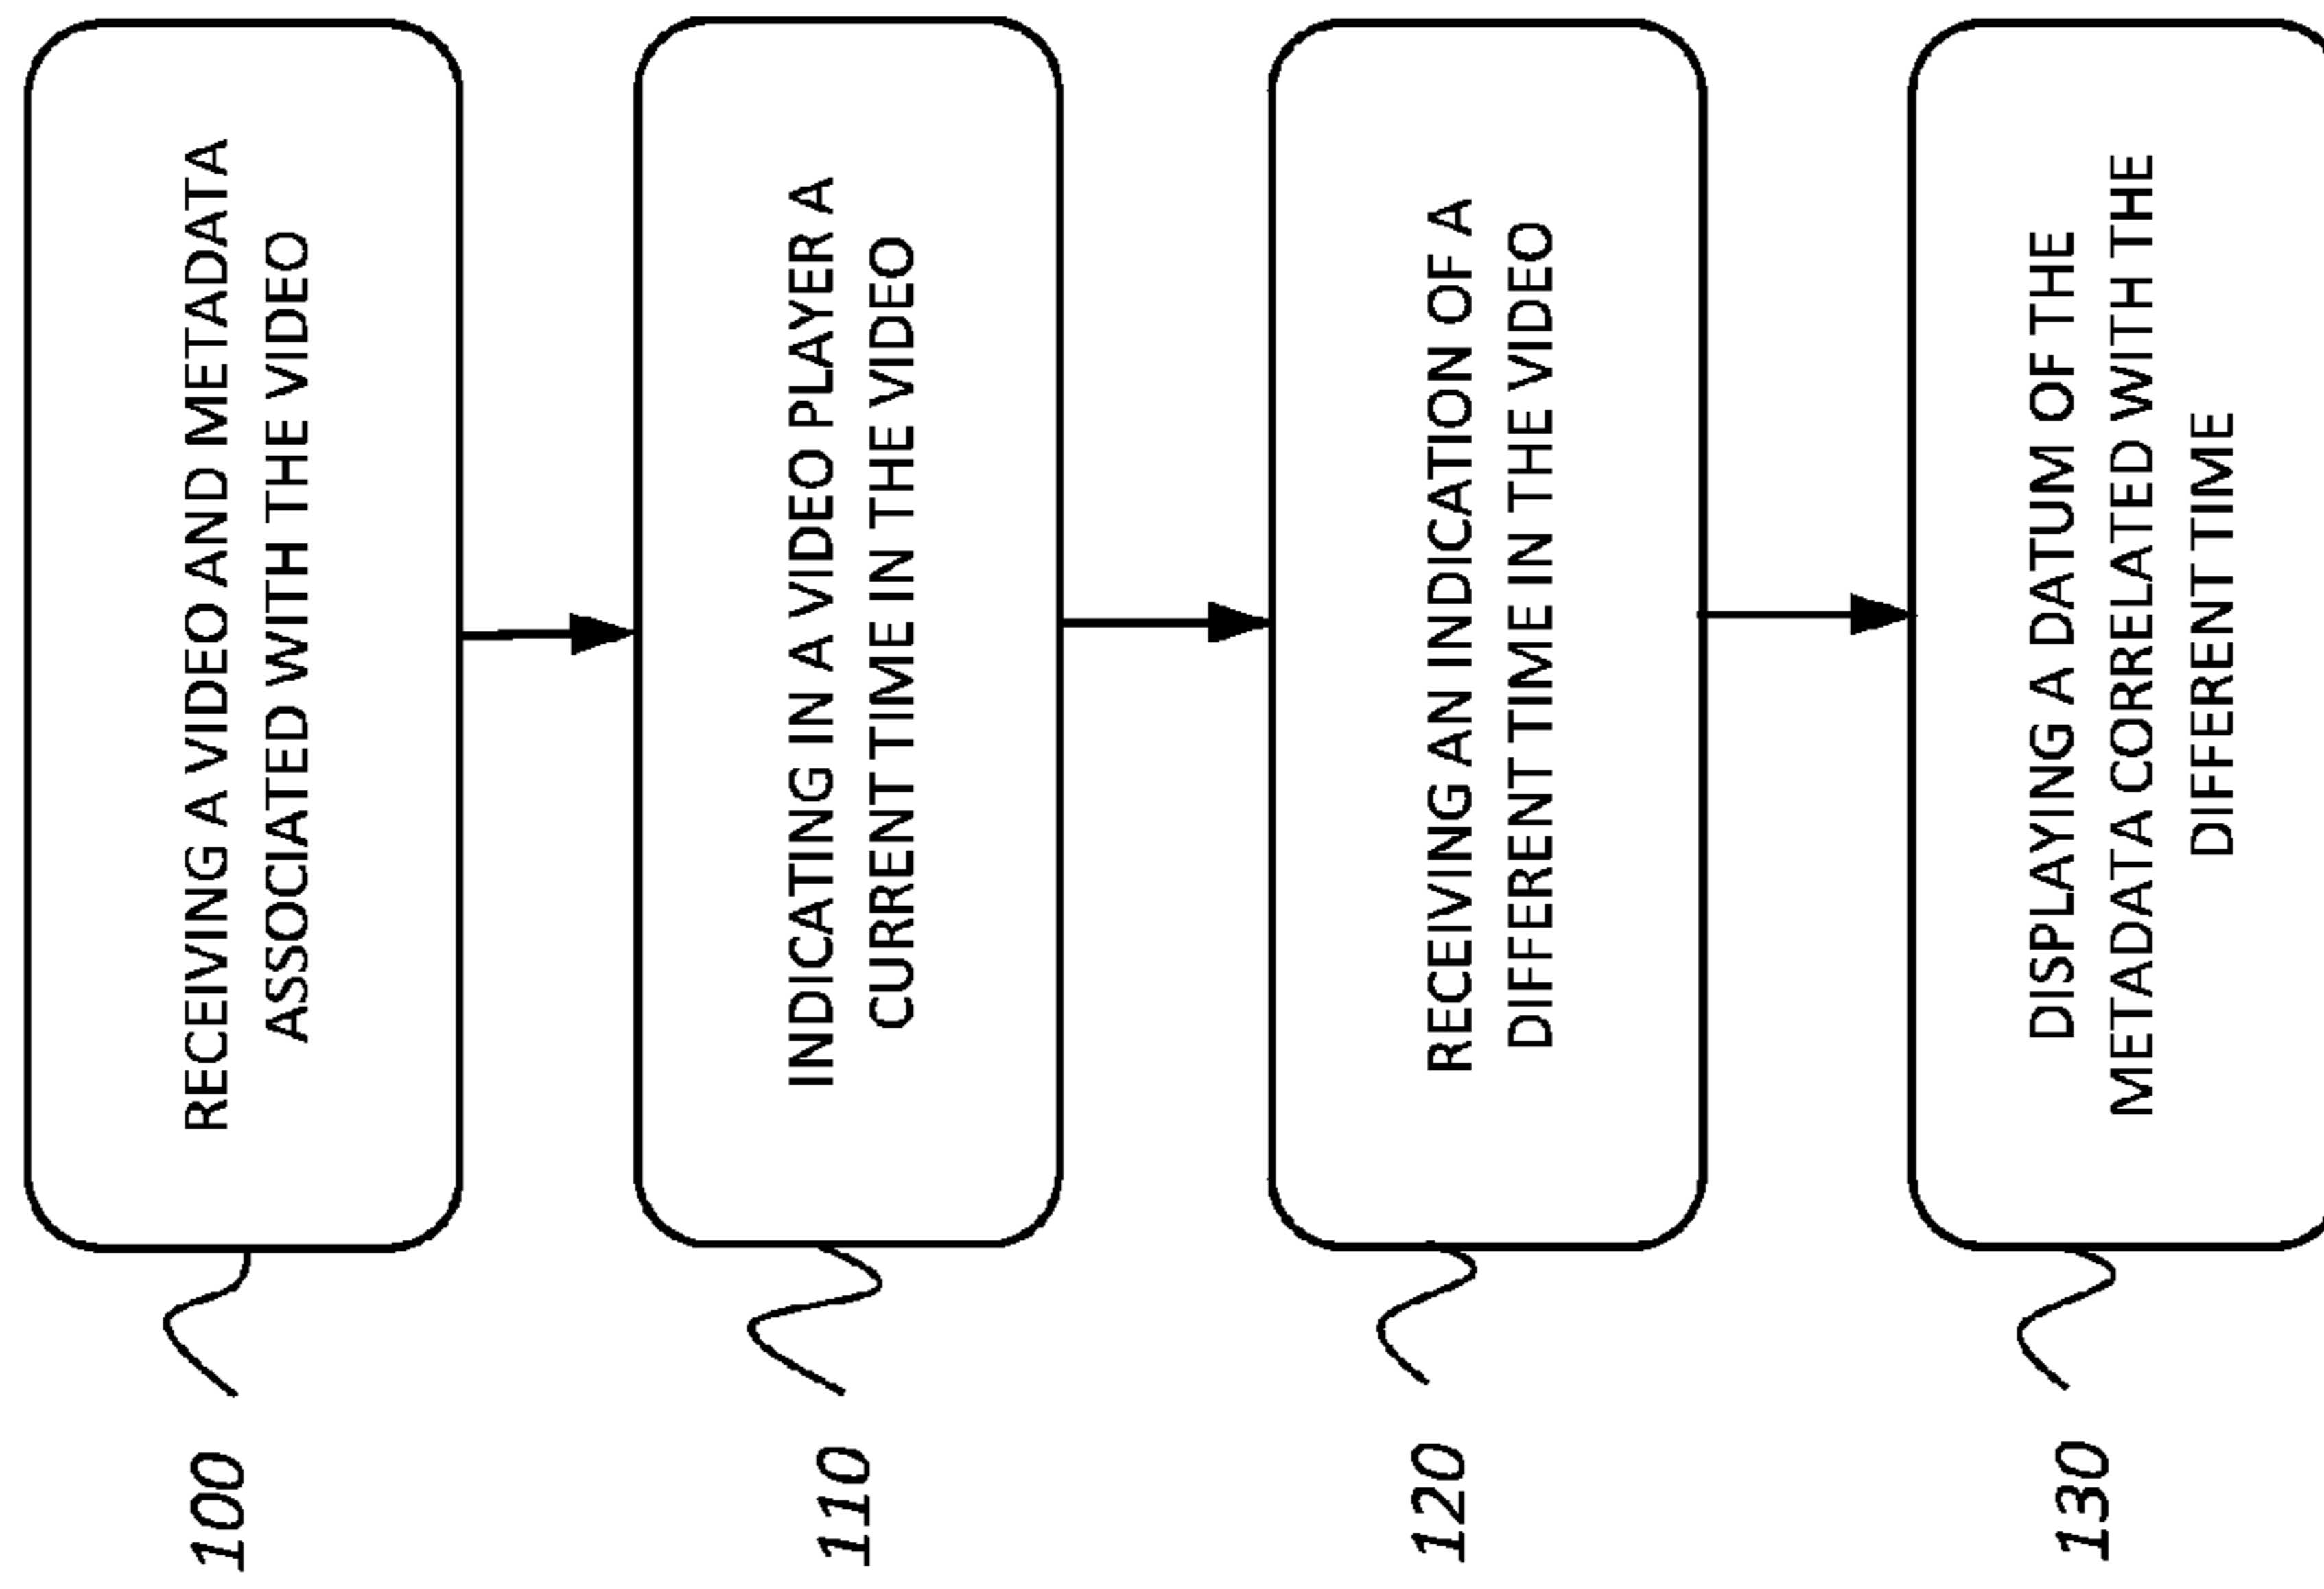 100
RECEIVING A VIDEO AND METADATA
ASSOCIATED WITH THE VIDEO
110
INDICATING IN A VIDEO PLAYER A
CURRENT TIME IN THE VIDEO
120
RECEIVING AN INDICATION OF A
DIFFERENT TIME IN THE VIDEO
130
DISPLAYING A DATUM OF THE
METADATA CORRELATED WITH THE
DIFFERENT TIME